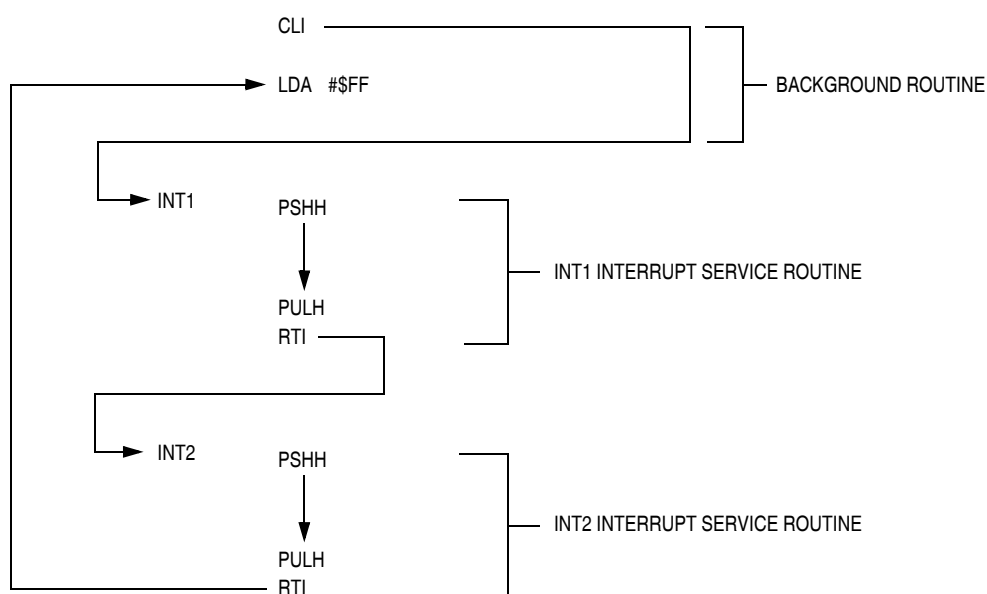 CLI
LDA #$FF
BACKGROUND ROUTINE
INT1
PSHH
INT1 INTERRUPT SERVICE ROUTINE
PULH
RTI
INT2
PSHH
INT2 INTERRUPT SERVICE ROUTINE
PULH
RTI